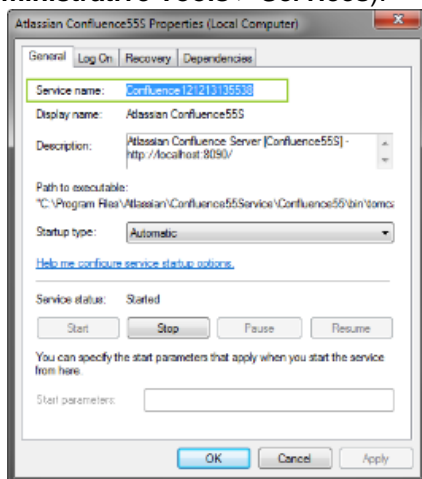 ministrative Tools > Services).
Atlassian Confluence55S Properties (Local Computer)
General Log On Recovery Dependencies
Service name: Confluence121213135538
Display name: Atlassian Confluence55S
Description: Atlassian Confluence Server [Confluence55S] -
http://localhost:8090/
Path to executable:
"C:\Program Files\Atlassian\Confluence55Service\Confluence55\bin\tomca
Startup type: Automatic
Help me configure service startup options.
Service status: Started
Start Stop Pause Resume
You can specify the start parameters that apply when you start the service
from here.
Start parameters:
OK Cancel Apply